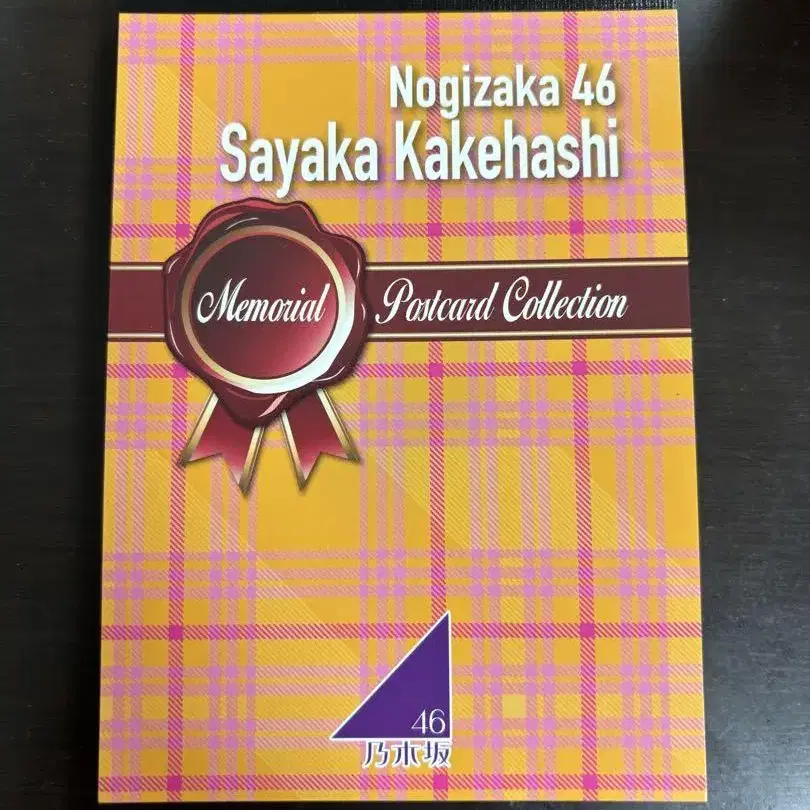 Nogizaka 46
Sayaka Kakehashi
Memorial Postcard Collection
46
乃木坂